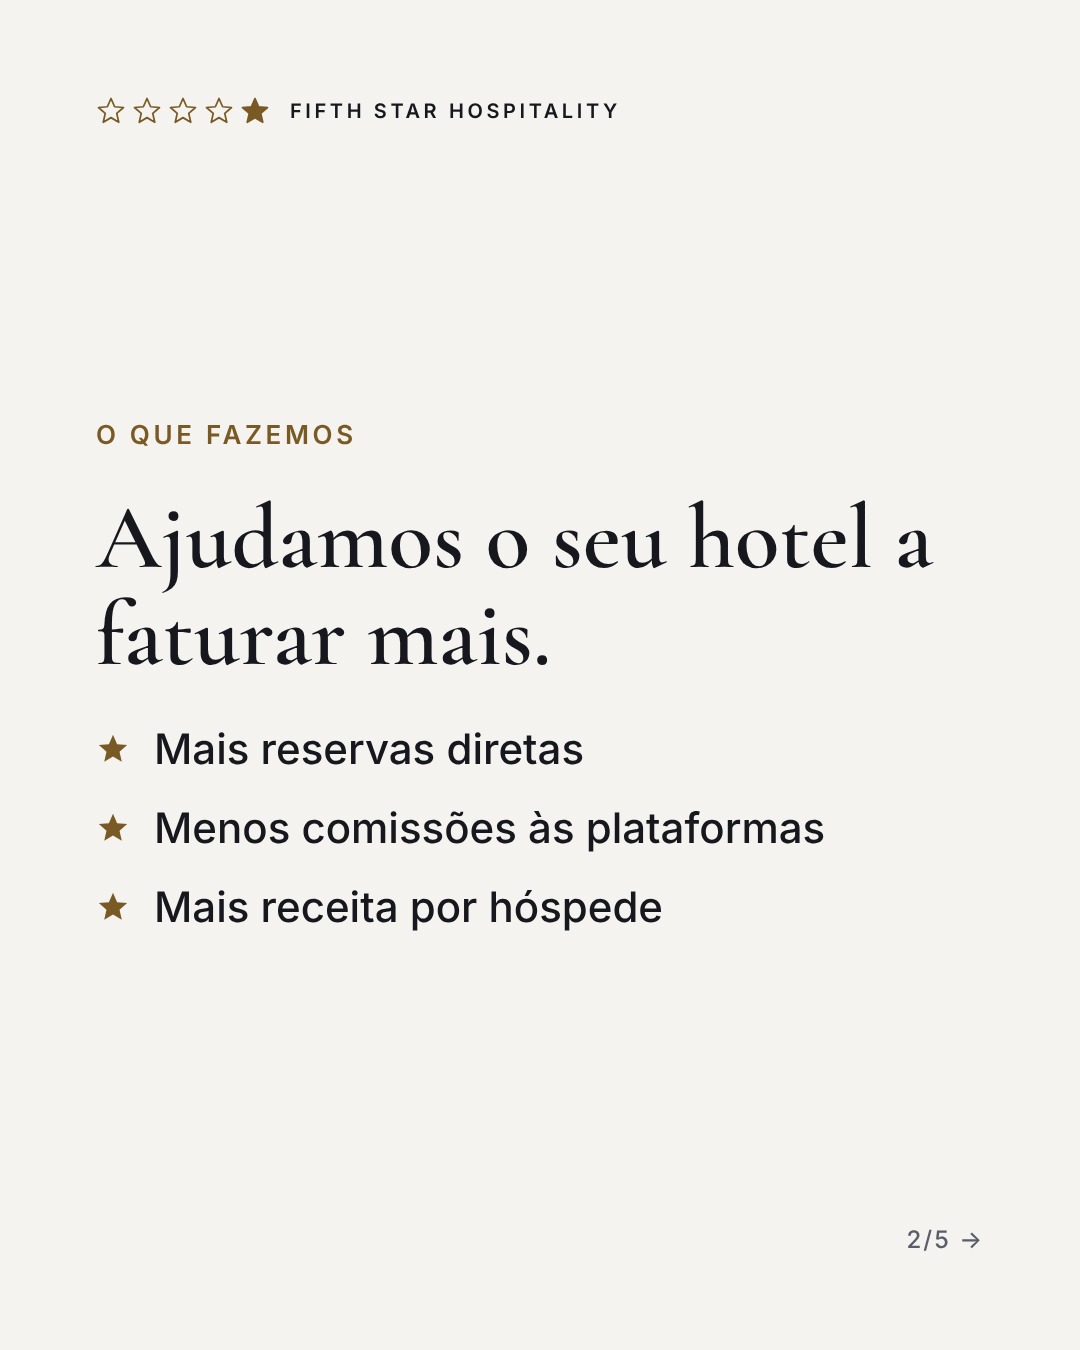 FIFTH STAR HOSPITALITY
O QUE FAZEMOS
Ajudamos o seu hotel a
faturar mais.
Mais reservas diretas
Menos comissões às plataformas
Mais receita por hóspede
2/5 →